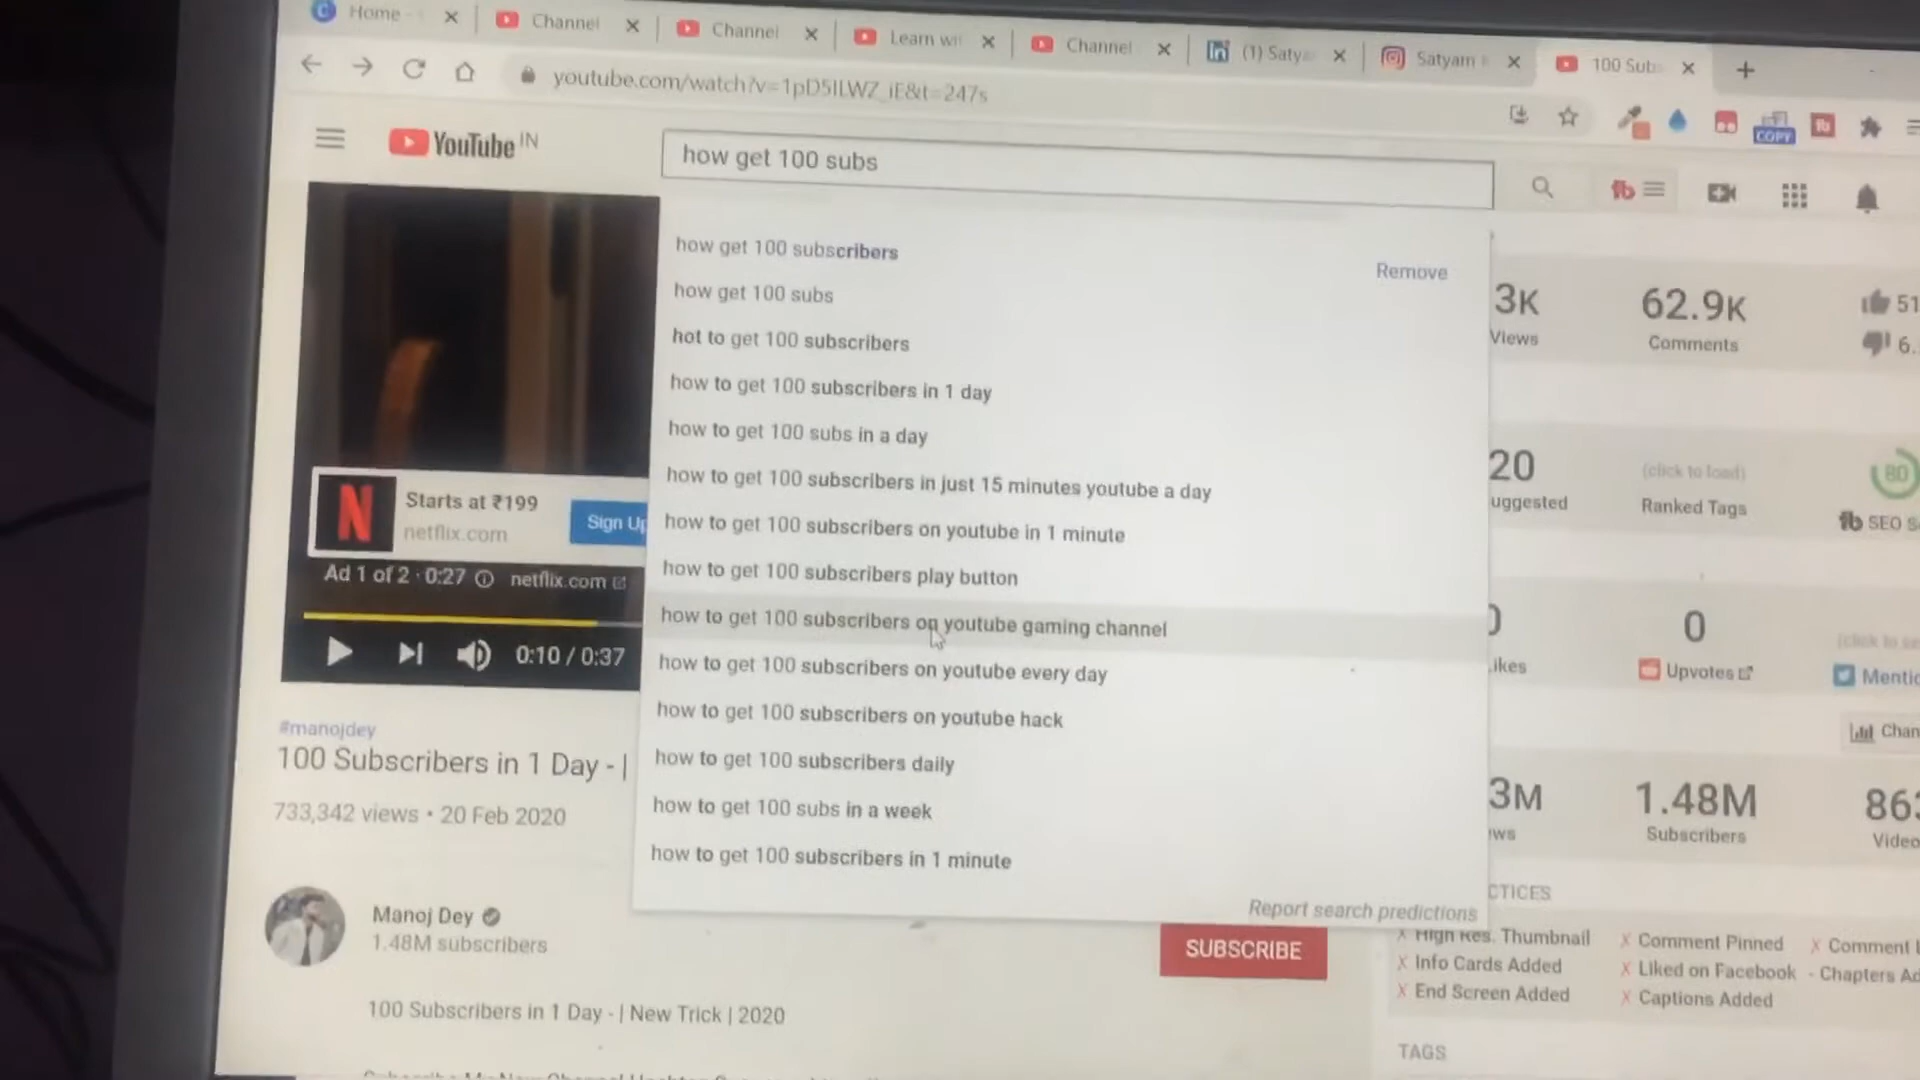 Home
Channel
Channel
Learn wi
Channel
(1) Satya
Satyam
100 Subs
youtube.com/watch?v=1pD5ILWZ_iE&t=247s
COPY
YouTube IN
how get 100 subs
how get 100 subscribers
Remove
how get 100 subs
hot to get 100 subscribers
how to get 100 subscribers in 1 day
how to get 100 subs in a day
how to get 100 subscribers in just 15 minutes youtube a day
how to get 100 subscribers on youtube in 1 minute
how to get 100 subscribers play button
how to get 100 subscribers on youtube gaming channel
how to get 100 subscribers on youtube every day
how to get 100 subscribers on youtube hack
how to get 100 subscribers daily
how to get 100 subs in a week
how to get 100 subscribers in 1 minute
Report search predictions
N
Starts at ₹199
netflix.com
Sign Up
Ad 1 of 2 · 0:27
netflix.com
0:10 / 0:37
#manojdey
100 Subscribers in 1 Day - |
733,342 views • 20 Feb 2020
Manoj Dey
1.48M subscribers
SUBSCRIBE
100 Subscribers in 1 Day - | New Trick | 2020
3K
Views
62.9K
Comments
51
6.
20
uggested
(click to load)
Ranked Tags
80
SEO S
ikes
0
Upvotes
Mentio
Chan
3M
ws
1.48M
Subscribers
863
Video
CTICES
X High Res. Thumbnail
X Comment Pinned
X Comment L
X Info Cards Added
X Liked on Facebook
- Chapters Ad
X End Screen Added
X Captions Added
TAGS